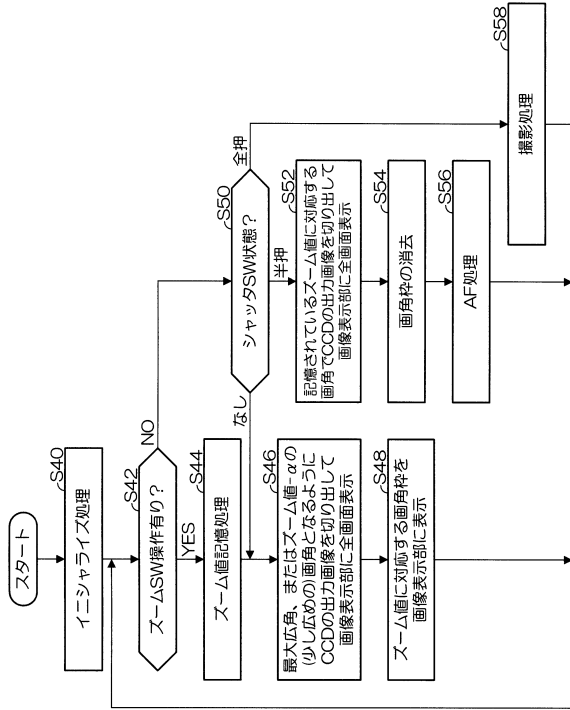 スタート
S40
イニシャライズ処理
S42
ズームSW操作有り?
NO
YES
S44
ズーム値記憶処理
なし
S46
最大広角、またはズーム値-αの
(少し広めの)画角となるように
CCDの出力画像を切り出して
画像表示部に全画面表示
S48
ズーム値に対応する画角枠を
画像表示部に表示
S50
シャッタSW状態?
全押
半押
S52
記憶されているズーム値に対応する
画角でCCDの出力画像を切り出して
画像表示部に全画面表示
S54
画角枠の消去
S56
AF処理
S58
撮影処理